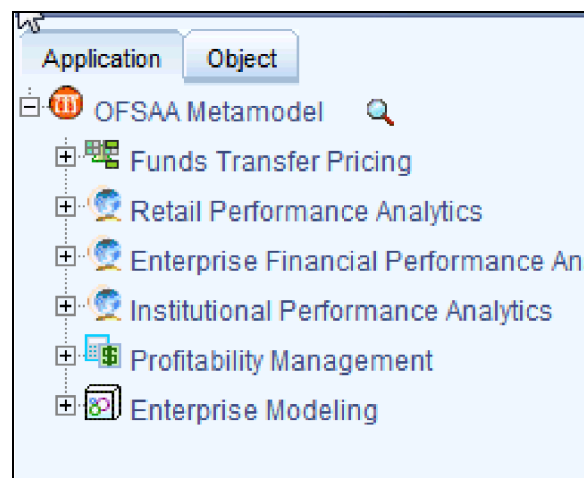 Application Object
OFSAA Metamodel
Funds Transfer Pricing
Retail Performance Analytics
Enterprise Financial Performance An
Institutional Performance Analytics
Profitability Management
Enterprise Modeling